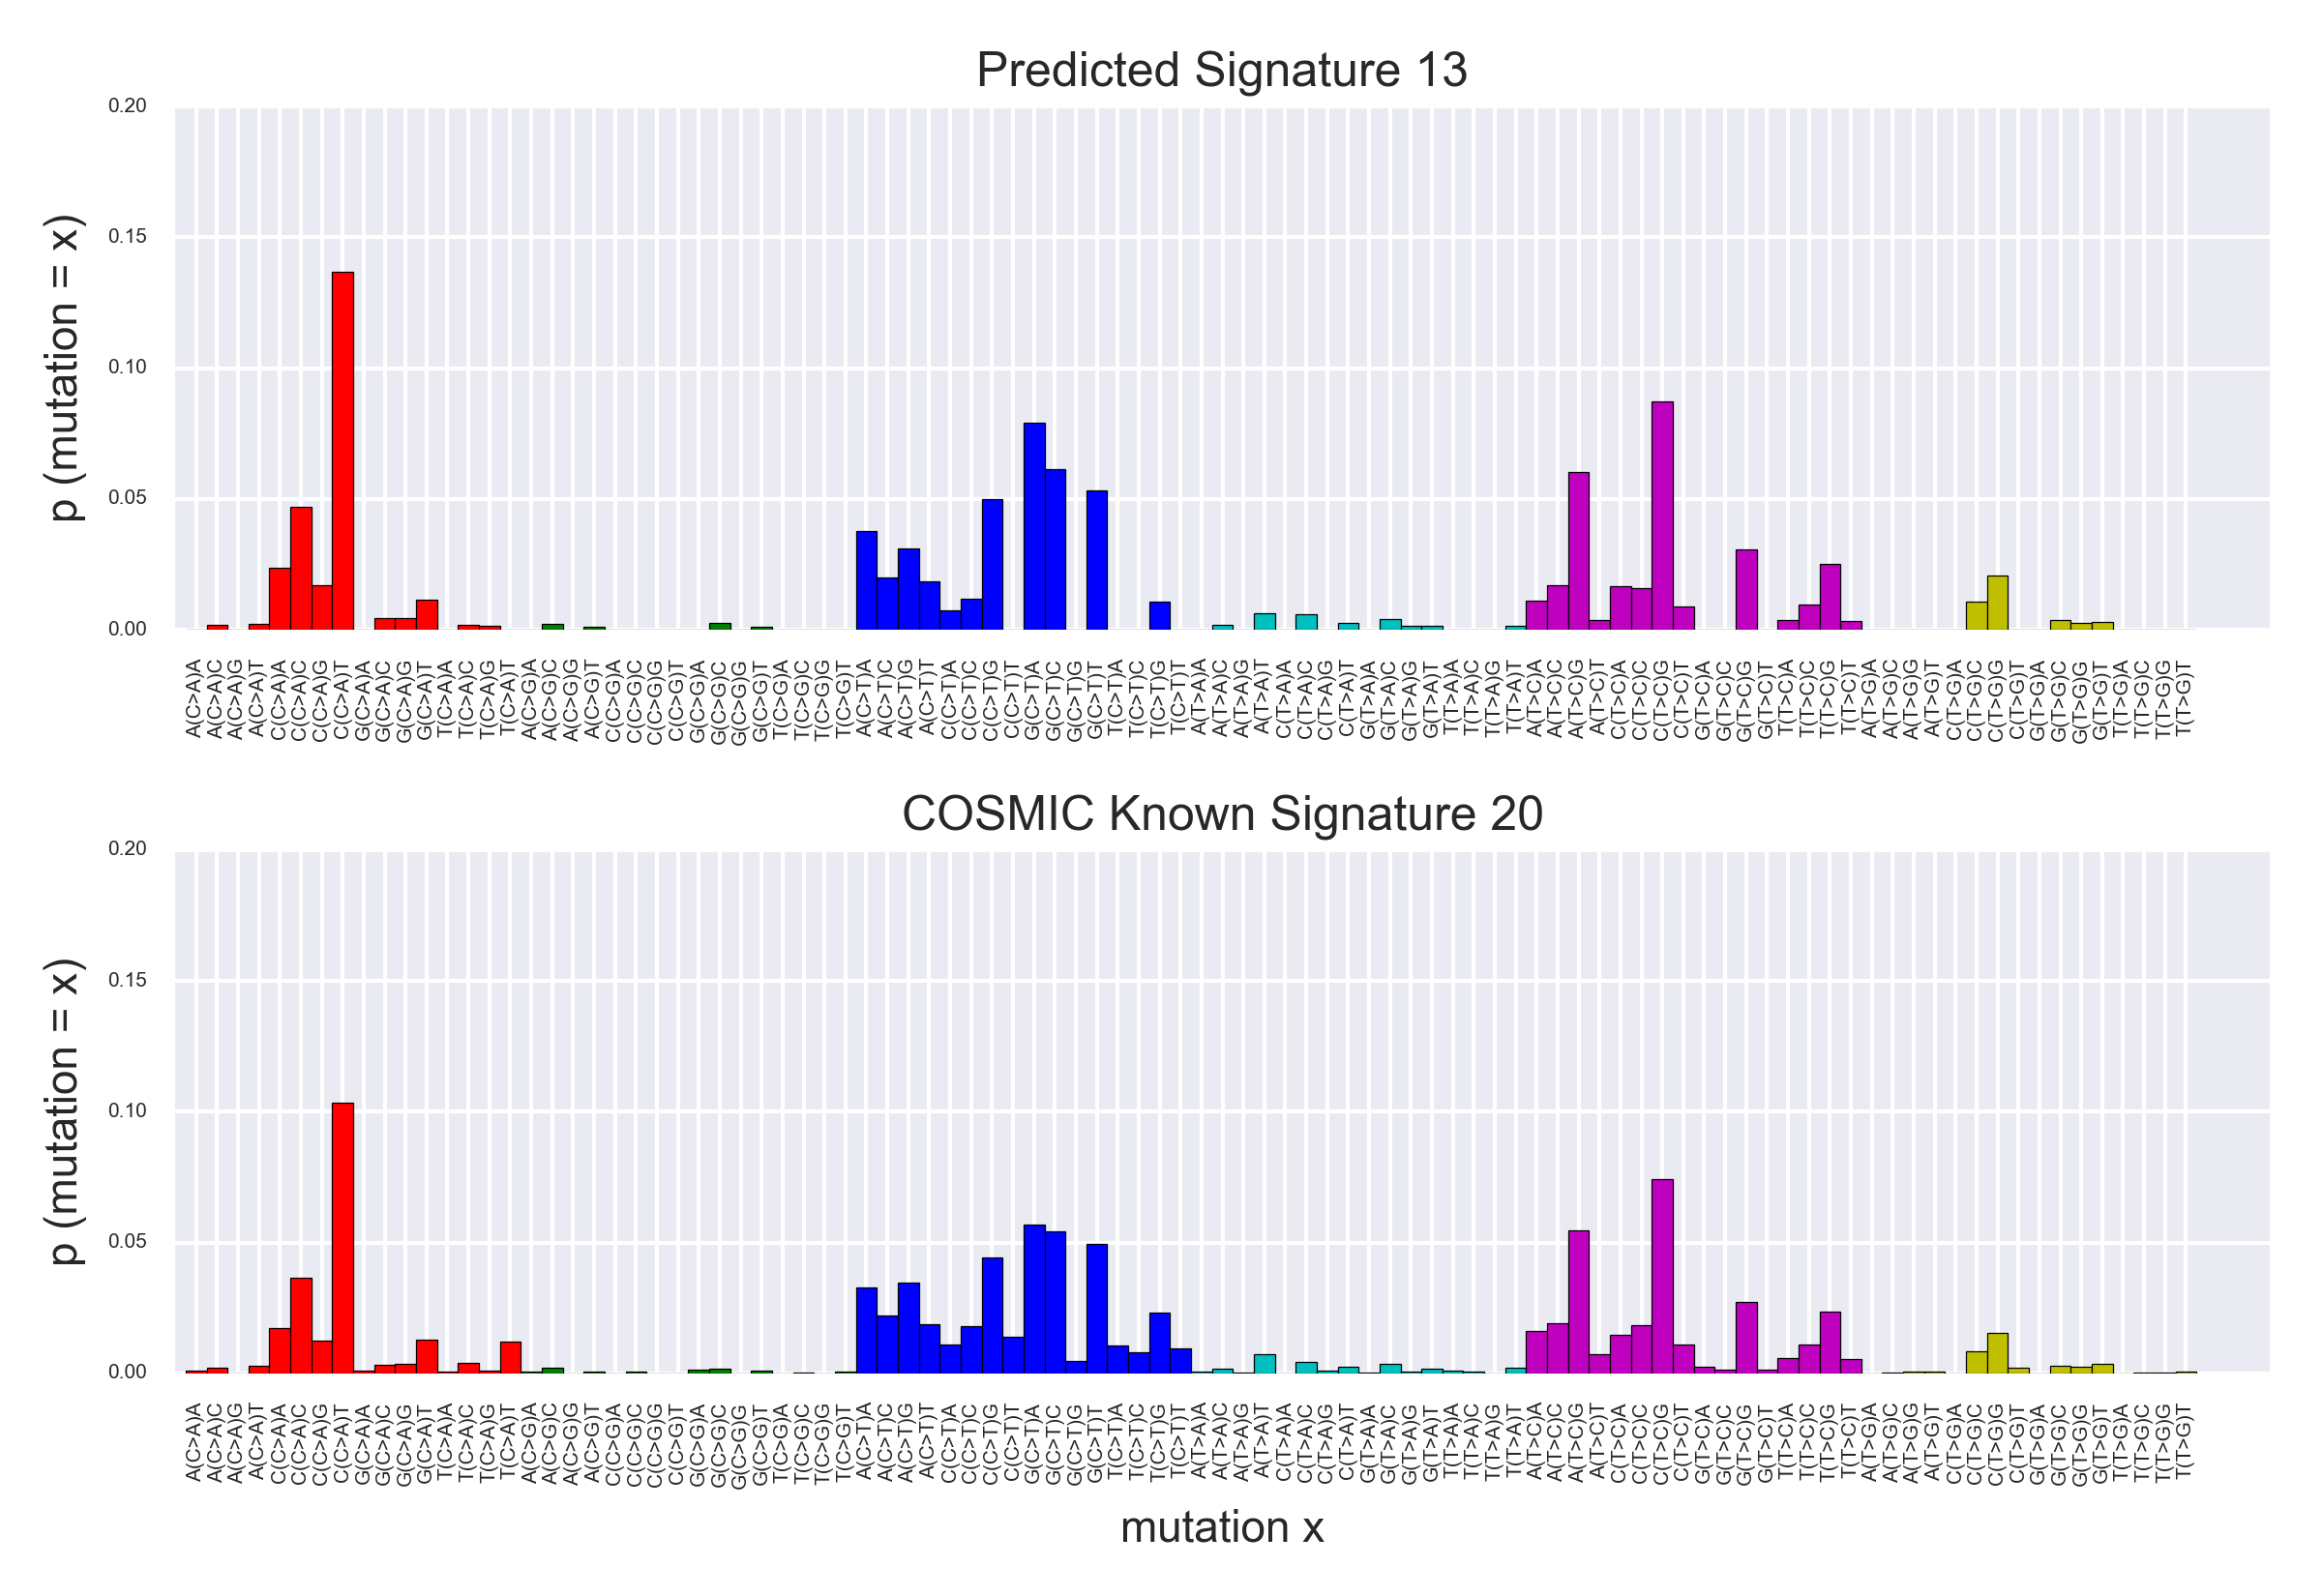 Predicted Signature 13
0.20
0.15
0.10
0.05
0.00
p (mutation = x)
A(C>A)A A(C>A)C A(C>A)G A(C>A)T C(C>A)A C(C>A)C C(C>A)G C(C>A)T G(C>A)A G(C>A)C G(C>A)G G(C>A)T T(C>A)A T(C>A)C T(C>A)G T(C>A)T A(C>G)A A(C>G)C A(C>G)G A(C>G)T C(C>G)A C(C>G)C C(C>G)G C(C>G)T G(C>G)A G(C>G)C G(C>G)G G(C>G)T T(C>G)A T(C>G)C T(C>G)G T(C>G)T A(C>T)A A(C>T)C A(C>T)G A(C>T)T C(C>T)A C(C>T)C C(C>T)G C(C>T)T G(C>T)A G(C>T)C G(C>T)G G(C>T)T T(C>T)A T(C>T)C T(C>T)G T(C>T)T A(T>A)A A(T>A)C A(T>A)G A(T>A)T C(T>A)A C(T>A)C C(T>A)G C(T>A)T G(T>A)A G(T>A)C G(T>A)G G(T>A)T T(T>A)A T(T>A)C T(T>A)G T(T>A)T A(T>C)A A(T>C)C A(T>C)G A(T>C)T C(T>C)A C(T>C)C C(T>C)G C(T>C)T G(T>C)A G(T>C)C G(T>C)G G(T>C)T T(T>C)A T(T>C)C T(T>C)G T(T>C)T A(T>G)A A(T>G)C A(T>G)G A(T>G)T C(T>G)A C(T>G)C C(T>G)G C(T>G)T G(T>G)A G(T>G)C G(T>G)G G(T>G)T T(T>G)A T(T>G)C T(T>G)G T(T>G)T
COSMIC Known Signature 20
0.20
0.15
0.10
0.05
0.00
p (mutation = x)
A(C>A)A A(C>A)C A(C>A)G A(C>A)T C(C>A)A C(C>A)C C(C>A)G C(C>A)T G(C>A)A G(C>A)C G(C>A)G G(C>A)T T(C>A)A T(C>A)C T(C>A)G T(C>A)T A(C>G)A A(C>G)C A(C>G)G A(C>G)T C(C>G)A C(C>G)C C(C>G)G C(C>G)T G(C>G)A G(C>G)C G(C>G)G G(C>G)T T(C>G)A T(C>G)C T(C>G)G T(C>G)T A(C>T)A A(C>T)C A(C>T)G A(C>T)T C(C>T)A C(C>T)C C(C>T)G C(C>T)T G(C>T)A G(C>T)C G(C>T)G G(C>T)T T(C>T)A T(C>T)C T(C>T)G T(C>T)T A(T>A)A A(T>A)C A(T>A)G A(T>A)T C(T>A)A C(T>A)C C(T>A)G C(T>A)T G(T>A)A G(T>A)C G(T>A)G G(T>A)T T(T>A)A T(T>A)C T(T>A)G T(T>A)T A(T>C)A A(T>C)C A(T>C)G A(T>C)T C(T>C)A C(T>C)C C(T>C)G C(T>C)T G(T>C)A G(T>C)C G(T>C)G G(T>C)T T(T>C)A T(T>C)C T(T>C)G T(T>C)T A(T>G)A A(T>G)C A(T>G)G A(T>G)T C(T>G)A C(T>G)C C(T>G)G C(T>G)T G(T>G)A G(T>G)C G(T>G)G G(T>G)T T(T>G)A T(T>G)C T(T>G)G T(T>G)T
mutation x